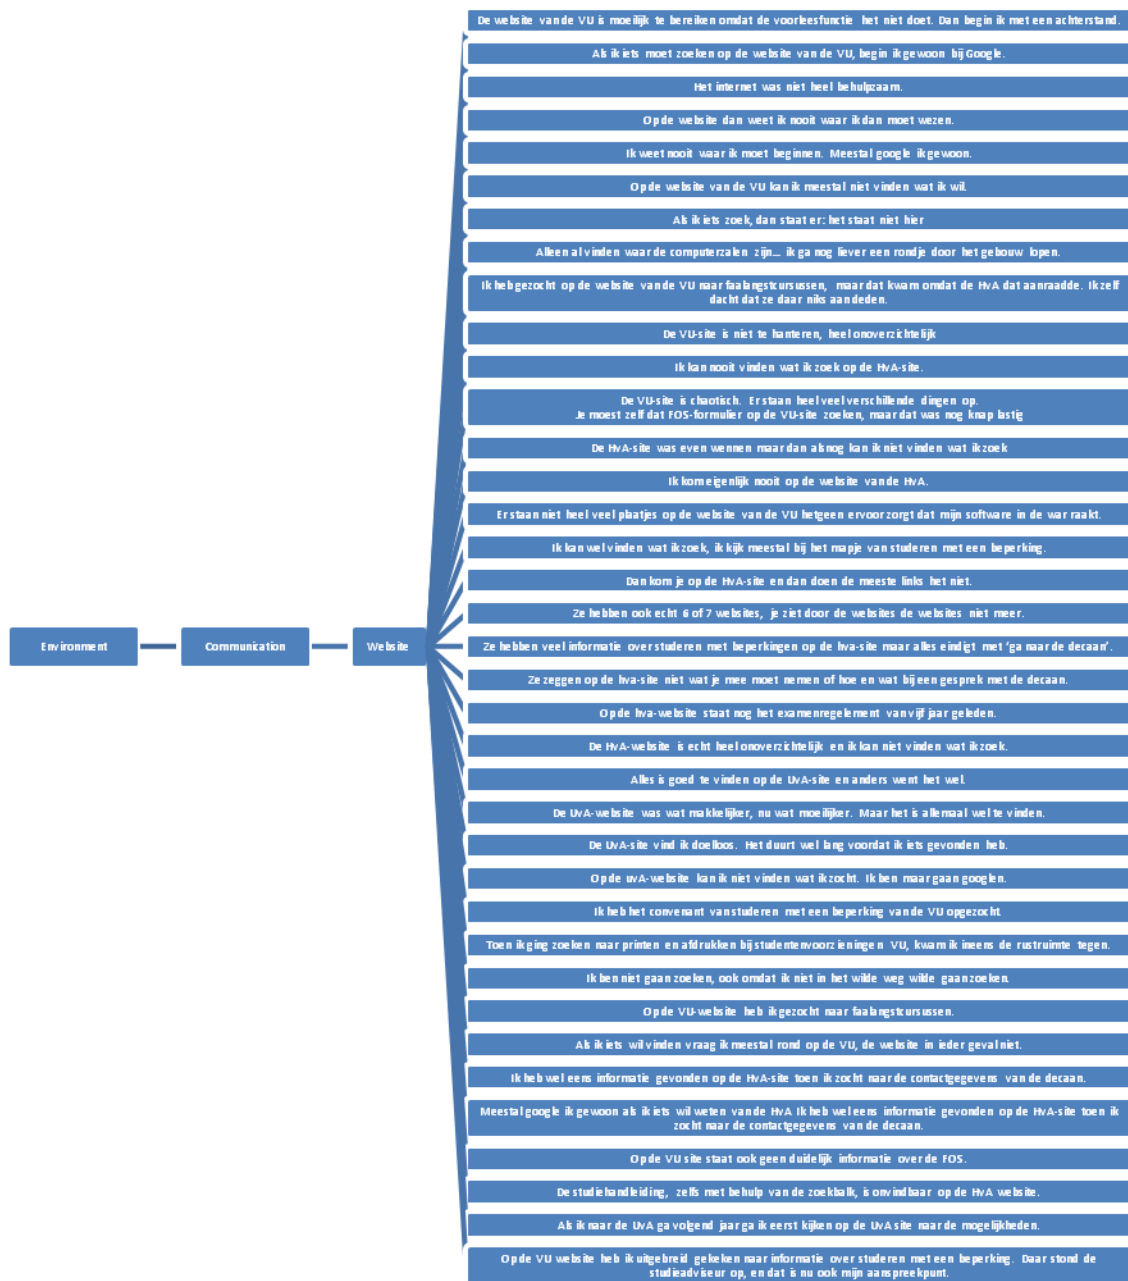 De website van de VU is moeilijk te bereiken omdat de voorleesfunctie het niet doet. Dan begin ik met een achterstand.
Als ik iets moet zoeken op de website van de VU, begin ik gewoon bij Google.
Het internet was niet heel behulpzaam.
Op de website dan weet ik nooit waar ik dan moet wezen.
Ik weet nooit waar ik moet beginnen. Meestal google ik gewoon.
Op de website van de VU kan ik meestal niet vinden wat ik wil.
Als ik iets zoek, dan staat er: het staat niet hier
Alleen al vinden waar de computerzalen zijn... ik ga nog liever een rondje door het gebouw lopen.
Ik heb gezocht op de website van de VU naar faalangstcursussen, maar dat kwam omdat de HvA dat aanraadde. Ik zelf
dacht dat ze daar niks aan deden.
De VU-site is niet te hanteren, heel onoverzichtelijk
Ik kan nooit vinden wat ik zoek op de HvA-site.
De VU-site is chaotisch. Er staan heel veel verschillende dingen op.
Je moest zelf dat FOS-formulier op de VU-site zoeken, maar dat was nog knap lastig
De HvA-site was even wennen maar dan alsnog kan ik niet vinden wat ik zoek
Ik kom eigenlijk nooit op de website van de HvA.
Er staan niet heel veel plaatjes op de website van de VU hetgeen ervoor zorgt dat mijn software in de war raakt.
Ik kan wel vinden wat ik zoek, ik kijk meestal bij het mapje van studeren met een beperking.
Dan kom je op de HvA-site en dan doen de meeste links het niet.
Ze hebben ook echt 6 of 7 websites, je ziet door de websites de websites niet meer.
Environment
Communication
Website
Ze hebben veel informatie over studeren met beperkingen op de hva-site maar alles eindigt met 'ga naar de decaan'.
Ze zeggen op de hva-site niet wat je mee moet nemen of hoe en wat bij een gesprek met de decaan.
Op de hva-website staat nog het examenregelement van vijf jaar geleden.
De HvA-website is echt heel onoverzichtelijk en ik kan niet vinden wat ik zoek.
Alles is goed te vinden op de UvA-site en anders went het wel.
De UvA-website was wat makkelijker, nu wat moeilijker. Maar het is allemaal wel te vinden.
De UvA-site vind ik doelloos. Het duurt wel lang voordat ik iets gevonden heb.
Op de uvA-website kan ik niet vinden wat ik zocht. Ik ben maar gaan googlen.
Ik heb het convenant van studeren met een beperking van de VU opgezocht
Toen ik ging zoeken naar printen en afdrukken bij studentenvoorzieningen VU, kwam ik ineens de rustruimte tegen.
Ik ben niet gaan zoeken, ook omdat ik niet in het wilde weg wilde gaan zoeken.
Op de VU-website heb ik gezocht naar faalangstcursussen.
Als ik iets wil vinden vraag ik meestal rond op de VU, de website in ieder geval niet.
Ik heb wel eens informatie gevonden op de HvA-site toen ik zocht naar de contactgegevens van de decaan.
Meestal google ik gewoon als ik iets wil weten van de HvA Ik heb wel eens informatie gevonden op de HvA-site toen ik
zocht naar de contactgegevens van de decaan.
Op de VU site staat ook geen duidelijk informatie over de FOS.
De studiehandleiding, zelfs met behulp van de zoekbalk, is onvindbaar op de HvA website.
Als ik naar de UvA ga volgend jaar ga ik eerst kijken op de UvA site naar de mogelijkheden.
Op de VU website heb ik uitgebreid gekeken naar informatie over studeren met een beperking. Daar stond de
studieadviseur op, en dat is nu ook mijn aanspreekpunt.